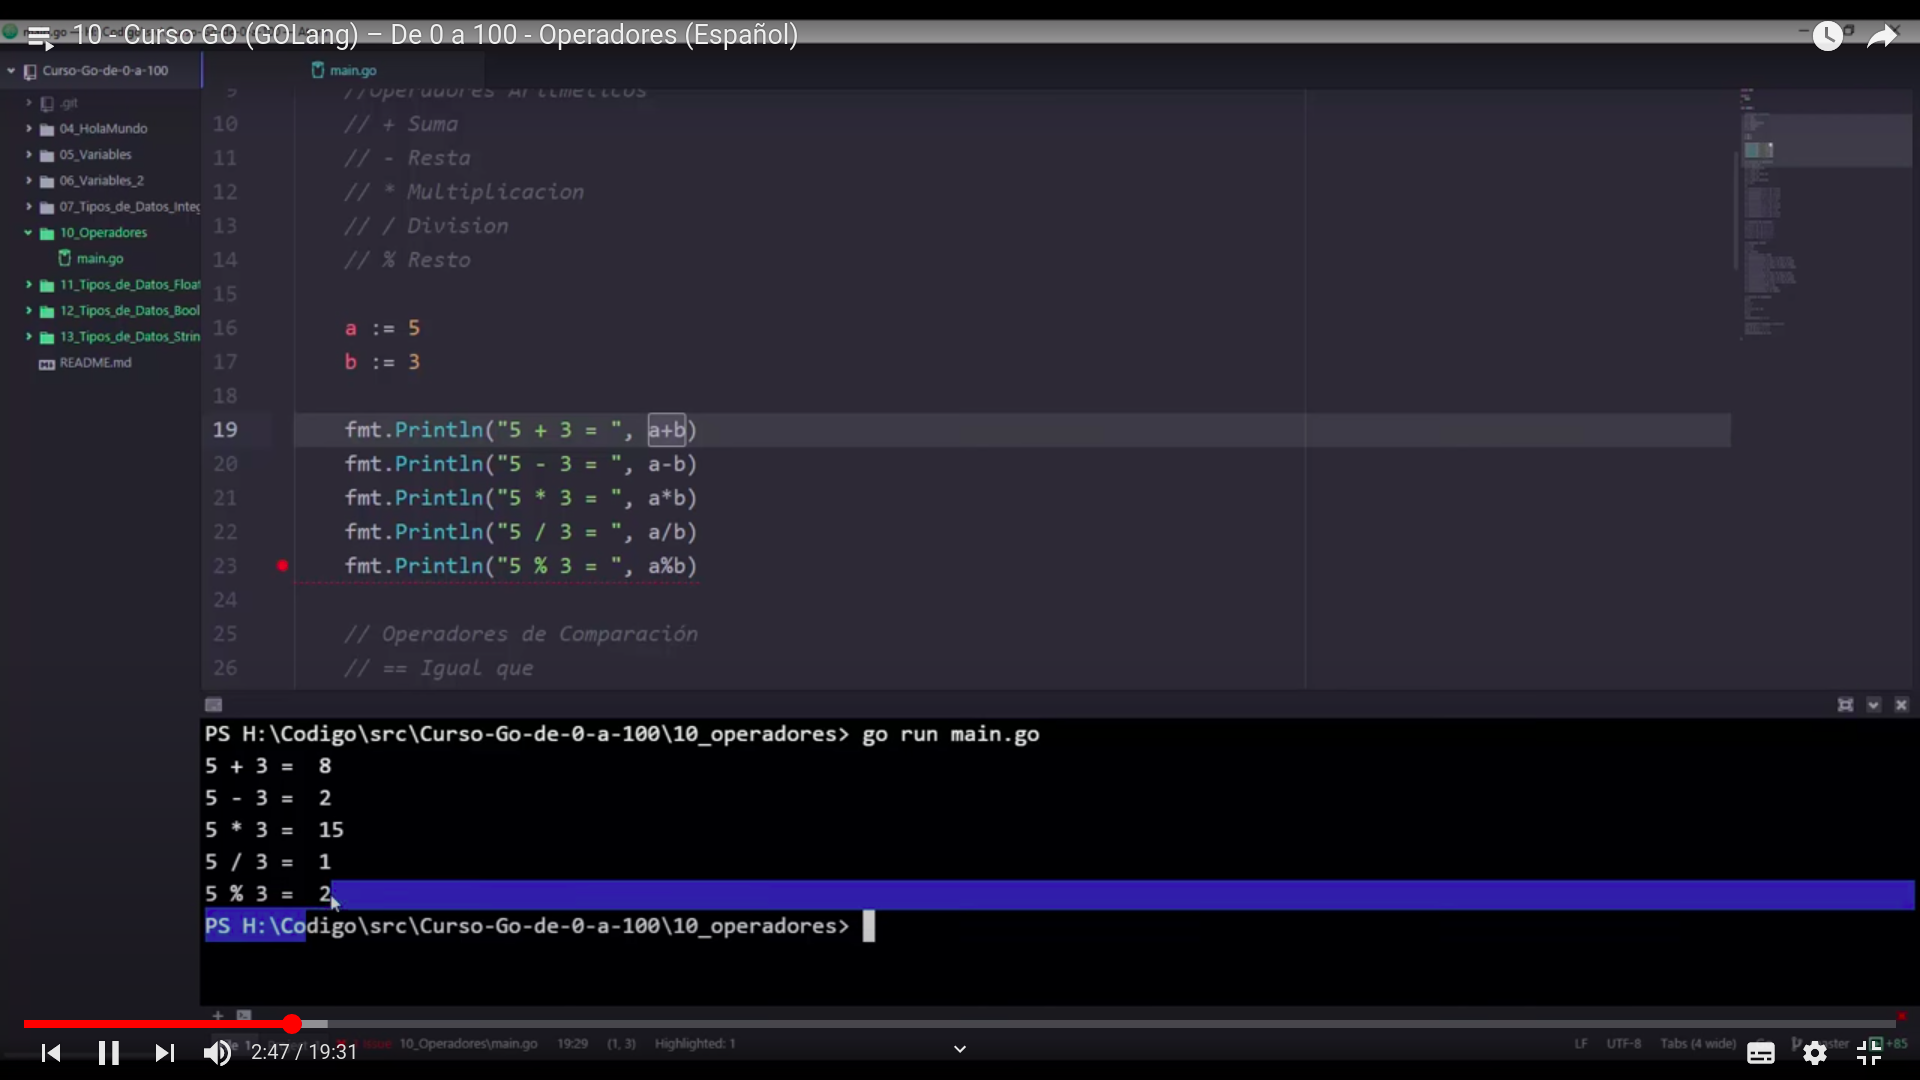 10 - Curso GO (GOLang) – De 0 a 100 - Operadores (Español)
Curso-Go-de-0-a-100
.git
04_HolaMundo
05_Variables
06_Variables_2
07_Tipos_de_Datos_Integ
10_Operadores
main.go
11_Tipos_de_Datos_Float
12_Tipos_de_Datos_Bool
13_Tipos_de_Datos_Strin
README.md
main.go
9 //Operadores Aritmeticos
10 // + Suma
11 // - Resta
12 // * Multiplicacion
13 // / Division
14 // % Resto
15
16 a := 5
17 b := 3
18
19 fmt.Println("5 + 3 = ", a+b)
20 fmt.Println("5 - 3 = ", a-b)
21 fmt.Println("5 * 3 = ", a*b)
22 fmt.Println("5 / 3 = ", a/b)
23 fmt.Println("5 % 3 = ", a%b)
24
25 // Operadores de Comparación
26 // == Igual que
PS H:\Codigo\src\Curso-Go-de-0-a-100\10_operadores> go run main.go
5 + 3 =  8
5 - 3 =  2
5 * 3 =  15
5 / 3 =  1
5 % 3 =  2
PS H:\Codigo\src\Curso-Go-de-0-a-100\10_operadores>
2:47 / 19:31
10_Operadores\main.go 19:29 (1, 3) Highlighted: 1
LF UTF-8 Tabs (4 wide) +85